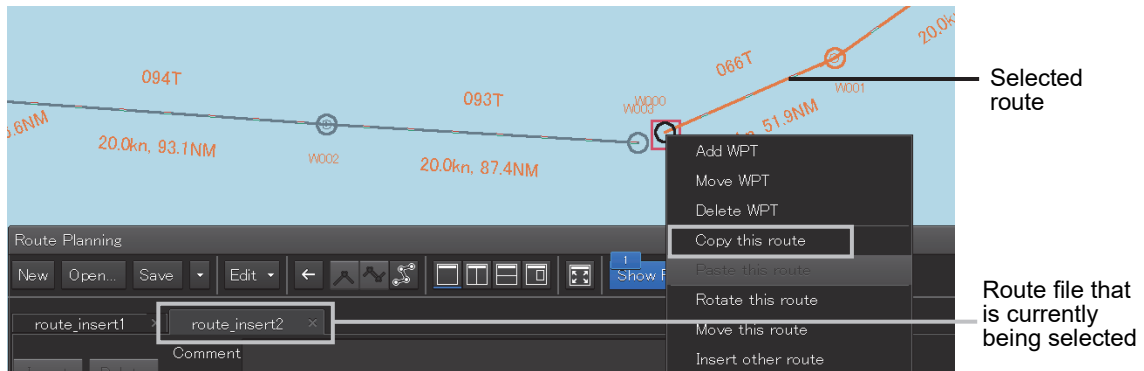 20.0k
066T
094T
W001
093T
W000
W003
.6NM
51.9NM
20.0kn, 93.1NM
W002
20.0kn, 87.4NM
Selected
route
Add WPT
Move WPT
Delete WPT
Copy this route
Paste this route
Rotate this route
Move this route
Insert other route
Route Planning
New Open... Save Edit
1
Show
route_insert1 × route_insert2 ×
Comment
Route file that
is currently
being selected